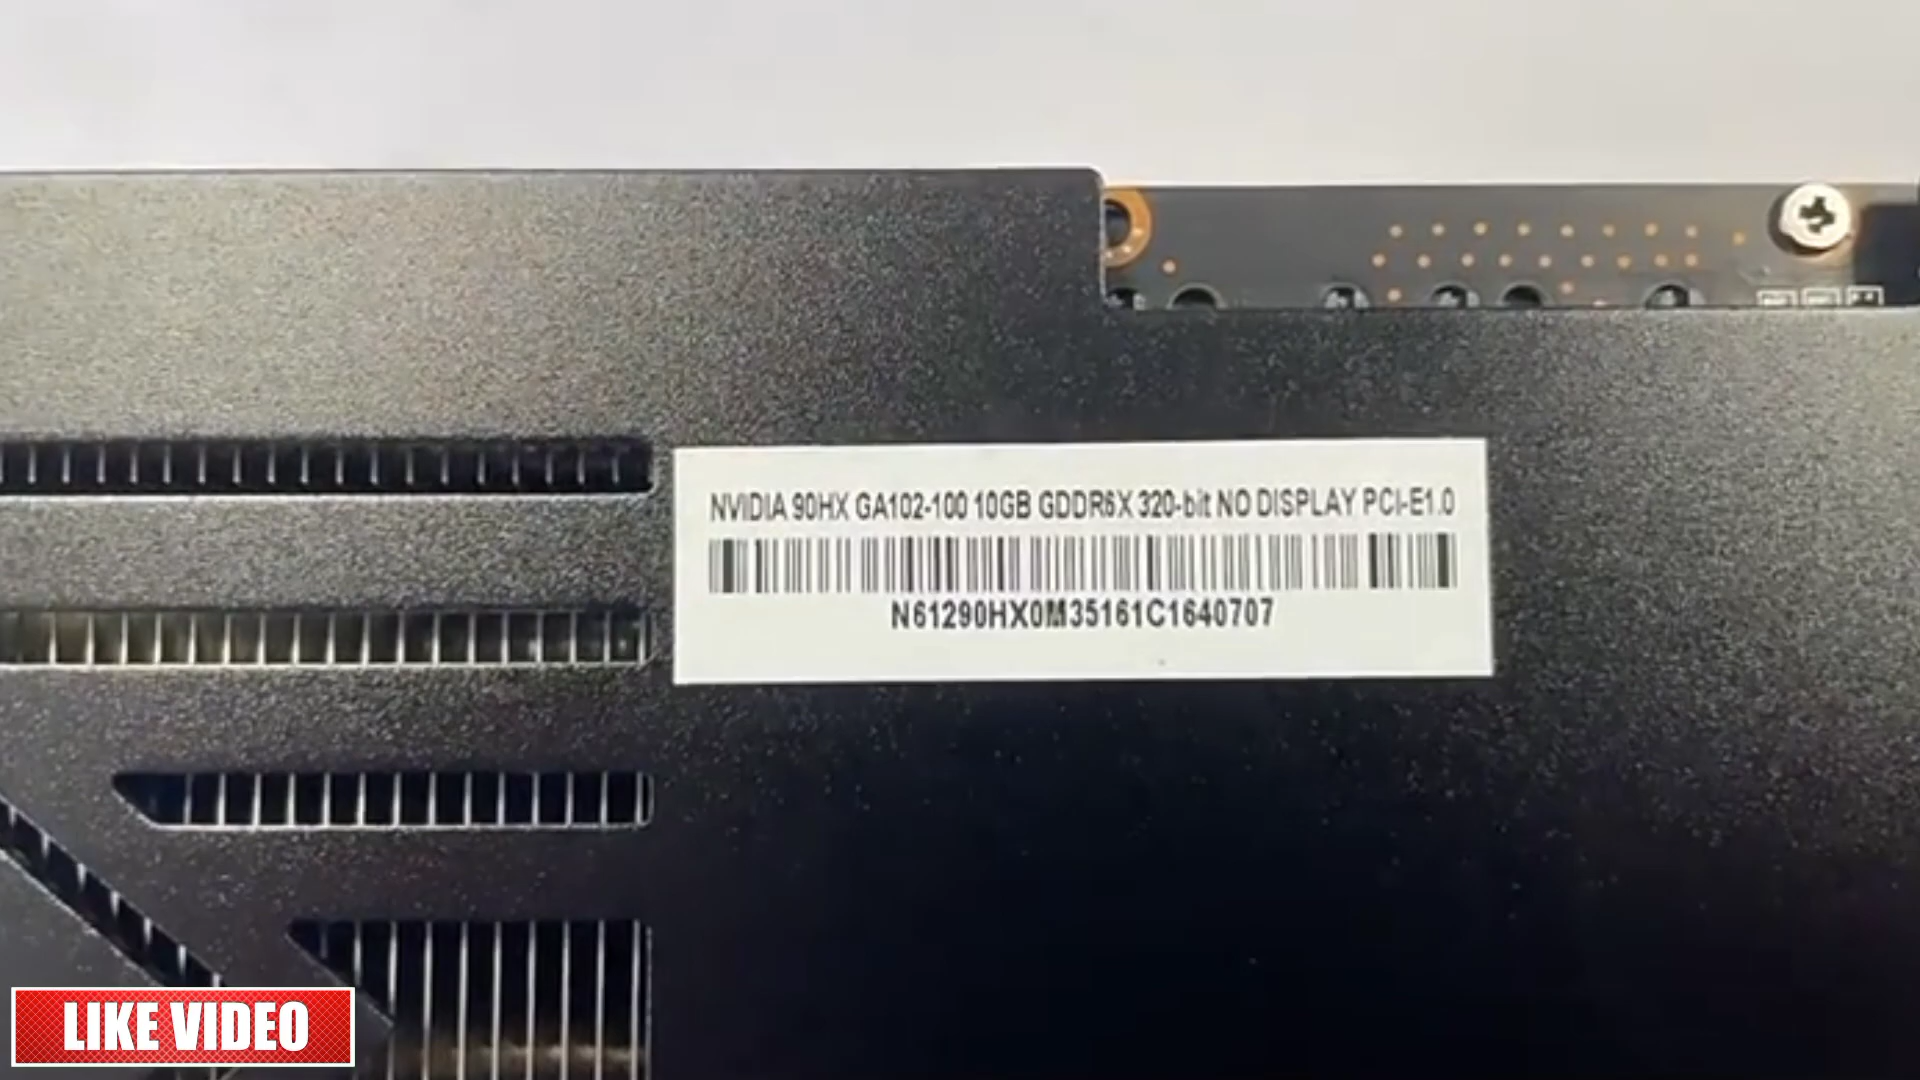 NVIDIA 90HX GA102-100 10GB GDDR6X 320-bit NO DISPLAY PCI-E1.0
N61290HX0M35161C1640707
LIKE VIDEO